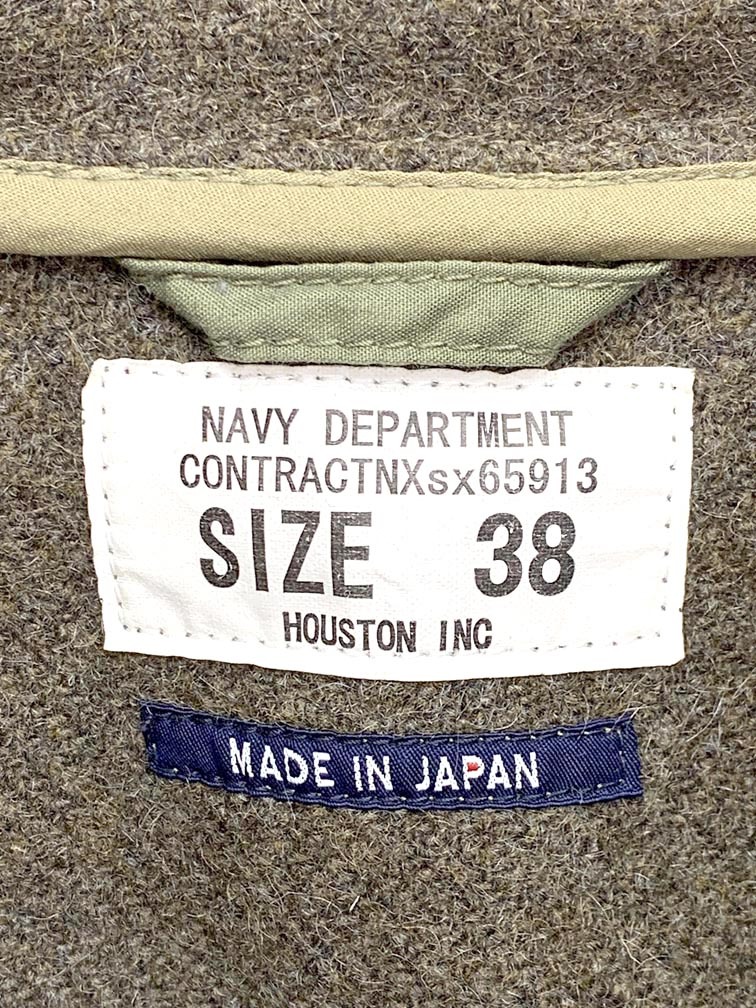 NAVY DEPARTMENT
CONTRACTNXsx65913
SIZE 38
HOUSTON INC
MADE IN JAPAN